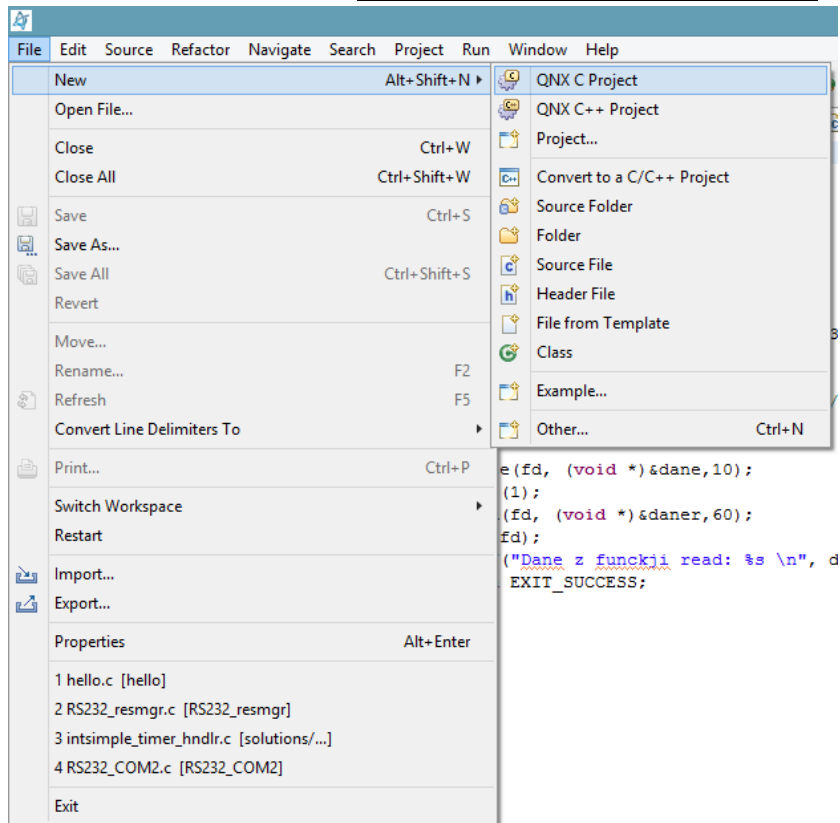 File Edit Source Refactor Navigate Search Project Run Window Help
New Alt+Shift+N
Open File...
Close Ctrl+W
Close All Ctrl+Shift+W
Save Ctrl+S
Save As...
Save All Ctrl+Shift+S
Revert
Move...
Rename... F2
Refresh F5
Convert Line Delimiters To
Print... Ctrl+P
Switch Workspace
Restart
Import...
Export...
Properties Alt+Enter
1 hello.c [hello]
2 RS232_resmgr.c [RS232_resmgr]
3 intsimple_timer_hndlr.c [solutions/...]
4 RS232_COM2.c [RS232_COM2]
Exit
QNX C Project
QNX C++ Project
Project...
Convert to a C/C++ Project
Source Folder
Folder
Source File
Header File
File from Template
Class
Example...
Other... Ctrl+N
e(fd, (void *)&dane,10);
(1);
(fd, (void *)&daner,60);
fd);
("Dane z funckji read: %s \n", d
EXIT_SUCCESS;